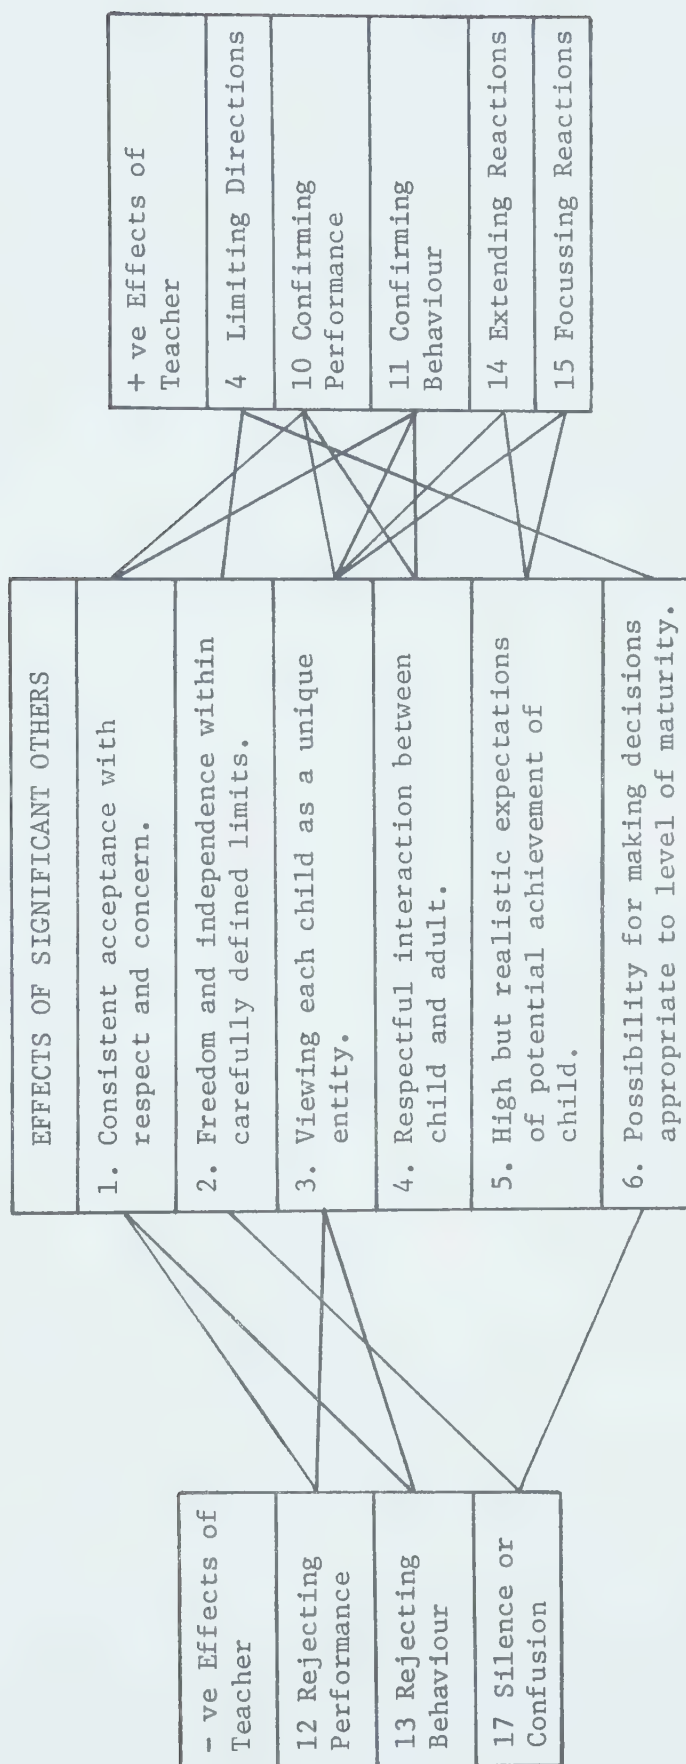 - ve Effects of
Teacher
12 Rejecting
Performance
13 Rejecting
Behaviour
17 Silence or
Confusion
EFFECTS OF SIGNIFICANT OTHERS
1. Consistent acceptance with
respect and concern.
2. Freedom and independence within
carefully defined limits.
3. Viewing each child as a unique
entity.
4. Respectful interaction between
child and adult.
5. High but realistic expectations
of potential achievement of
child.
6. Possibility for making decisions
appropriate to level of maturity.
+ ve Effects of
Teacher
4 Limiting Directions
10 Confirming
Performance
11 Confirming
Behaviour
14 Extending Reactions
15 Focussing Reactions